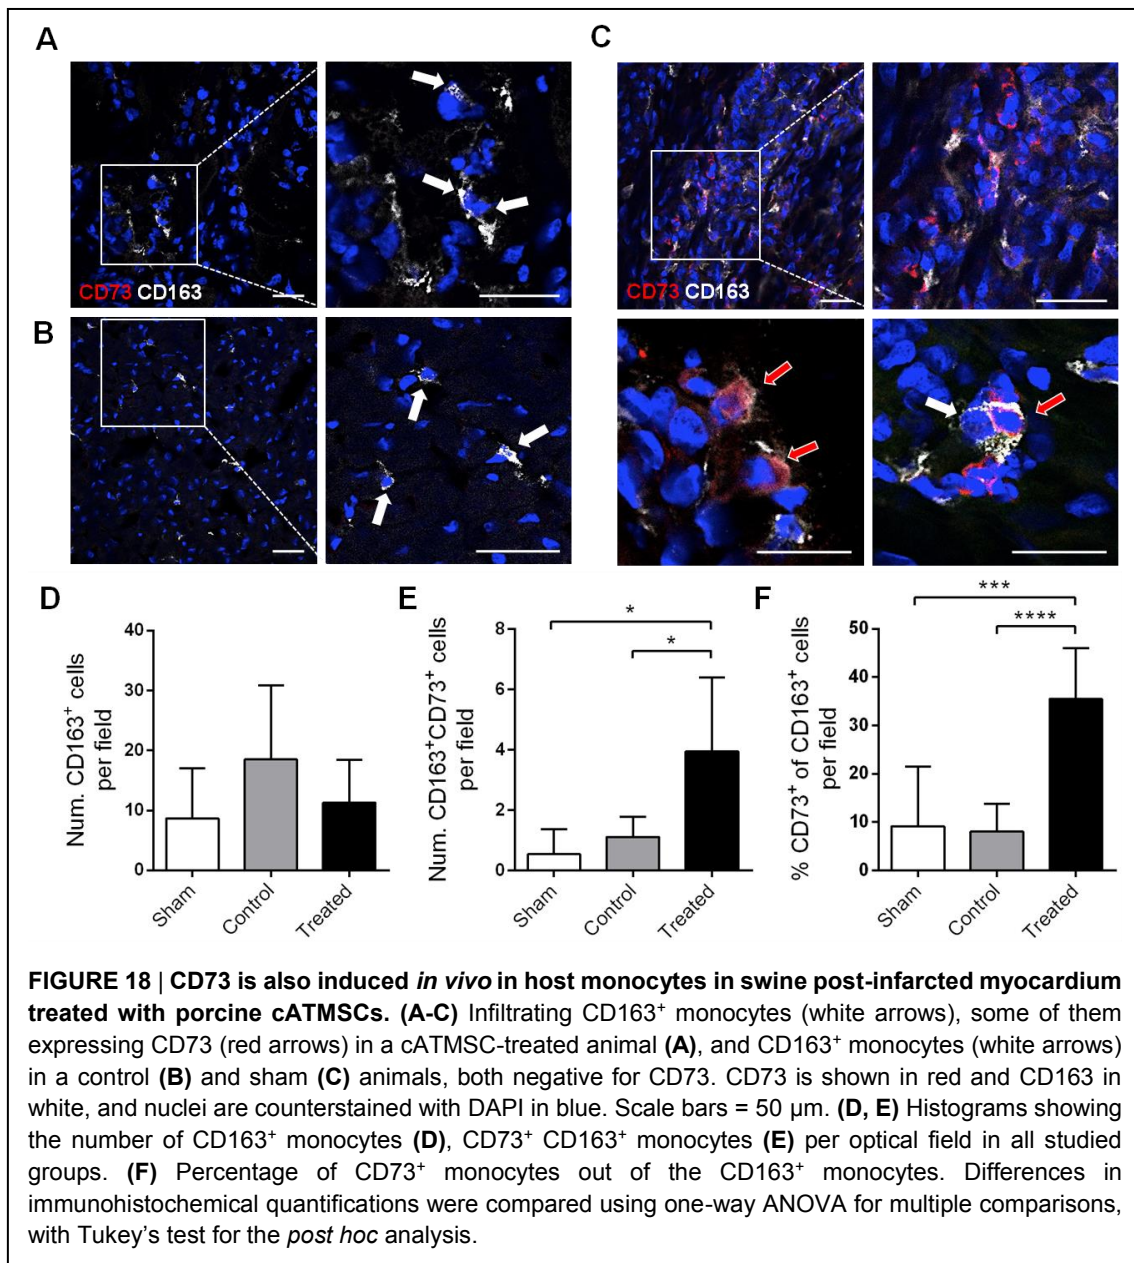 A
C
CD73 CD163
CD73 CD163
B
D
E
F
Num. CD163+ cells
per field
40
30
20
10
0
Sham
Control
Treated
Num. CD163+CD73+ cells
per field
8
6
4
2
0
*
*
Sham
Control
Treated
% CD73+ of CD163+ cells
per field
50
40
30
20
10
0
***
****
Sham
Control
Treated
FIGURE 18 | CD73 is also induced in vivo in host monocytes in swine post-infarcted myocardium
treated with porcine cATMSCs. (A-C) Infiltrating CD163+ monocytes (white arrows), some of them
expressing CD73 (red arrows) in a cATMSC-treated animal (A), and CD163+ monocytes (white arrows)
in a control (B) and sham (C) animals, both negative for CD73. CD73 is shown in red and CD163 in
white, and nuclei are counterstained with DAPI in blue. Scale bars = 50 µm. (D, E) Histograms showing
the number of CD163+ monocytes (D), CD73+ CD163+ monocytes (E) per optical field in all studied
groups. (F) Percentage of CD73+ monocytes out of the CD163+ monocytes. Differences in
immunohistochemical quantifications were compared using one-way ANOVA for multiple comparisons,
with Tukey's test for the post hoc analysis.